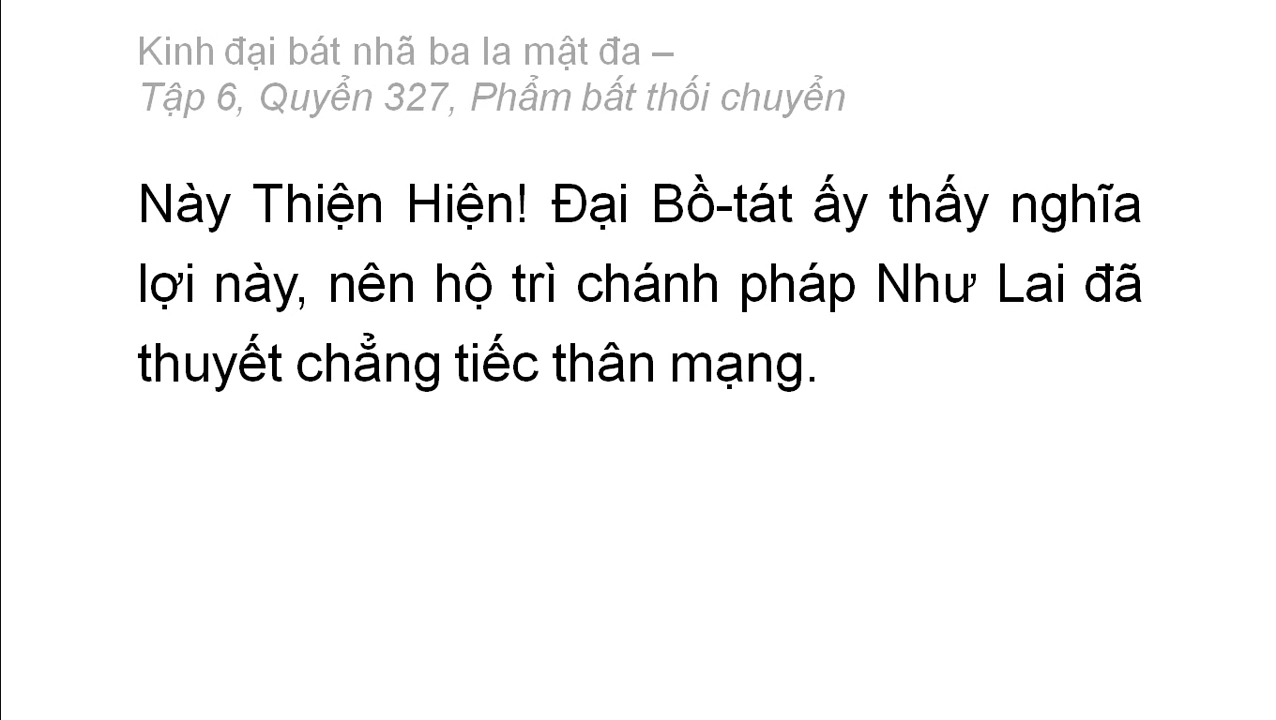 Kinh đại bát nhã ba la mật đa –
Tập 6, Quyển 327, Phẩm bất thối chuyển
Này Thiện Hiện! Đại Bồ-tát ấy thấy nghĩa
lợi này, nên hộ trì chánh pháp Như Lai đã
thuyết chẳng tiếc thân mạng.